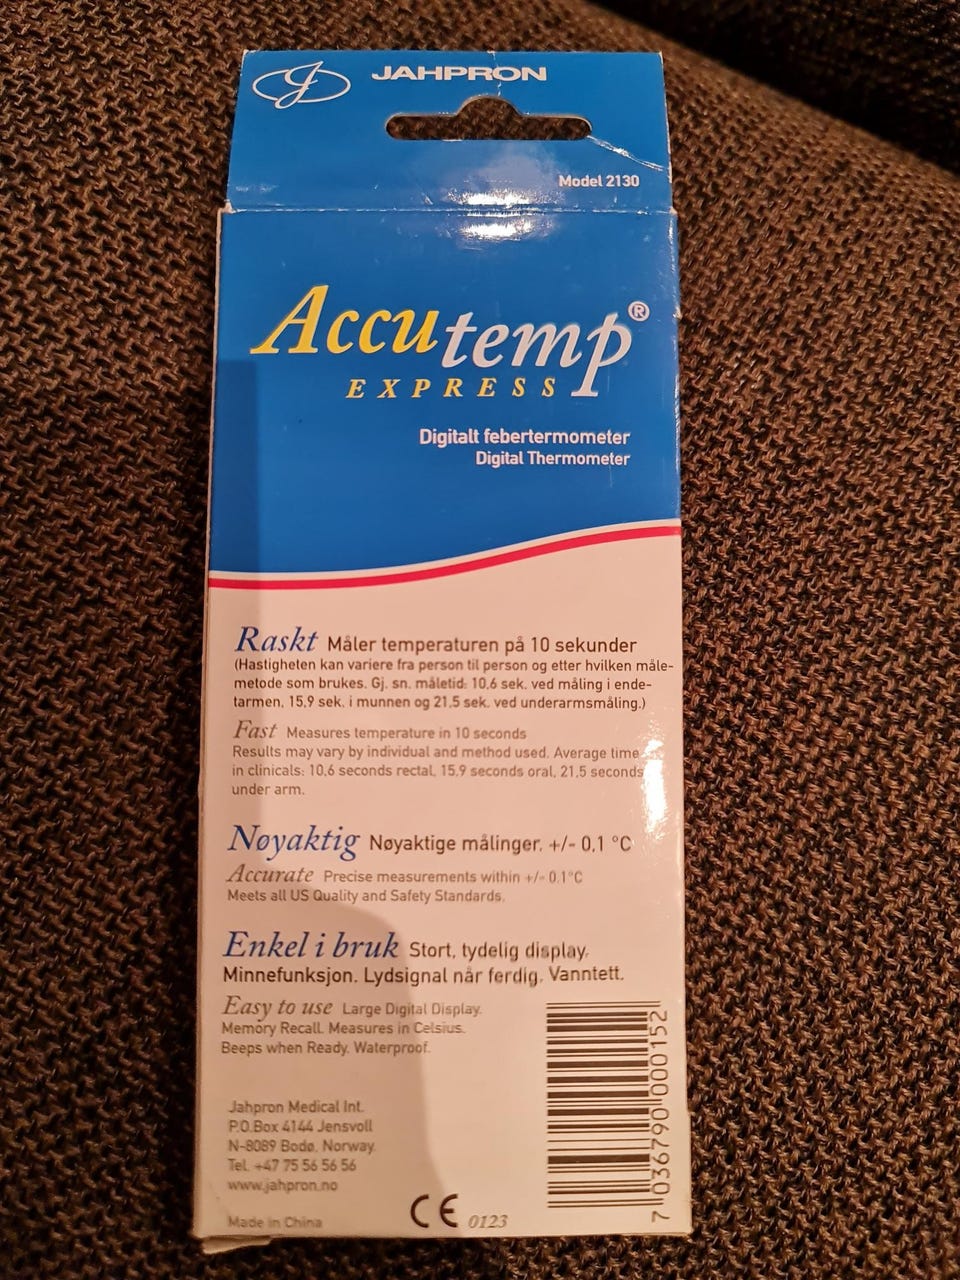 JAHPRON
Model 2130
Accutemp®
EXPRESS
Digitalt febertermometer
Digital Thermometer
Raskt Måler temperaturen på 10 sekunder
(Hastigheten kan variere fra person til person og etter hvilken måle-
metode som brukes. Gj. sn. måletid: 10,6 sek. ved måling i ende-
tarmen, 15,9 sek. i munnen og 21,5 sek. ved underarmsmåling.)
Fast Measures temperature in 10 seconds
Results may vary by individual and method used. Average time
in clinicals: 10,6 seconds rectal, 15,9 seconds oral, 21,5 seconds
under arm.
Nøyaktig Nøyaktige målinger, +/- 0,1 °C
Accurate Precise measurements within +/- 0.1°C
Meets all US Quality and Safety Standards.
Enkel i bruk Stort, tydelig display.
Minnefunksjon. Lydsignal når ferdig. Vanntett.
Easy to use Large Digital Display.
Memory Recall. Measures in Celsius.
Beeps when Ready. Waterproof.
Jahpron Medical Int.
P.O.Box 4144 Jensvoll
N-8089 Bodø, Norway
Tel. +47 75 56 56 56
www.jahpron.no
Made in China
CE 0123
7 036790 000152